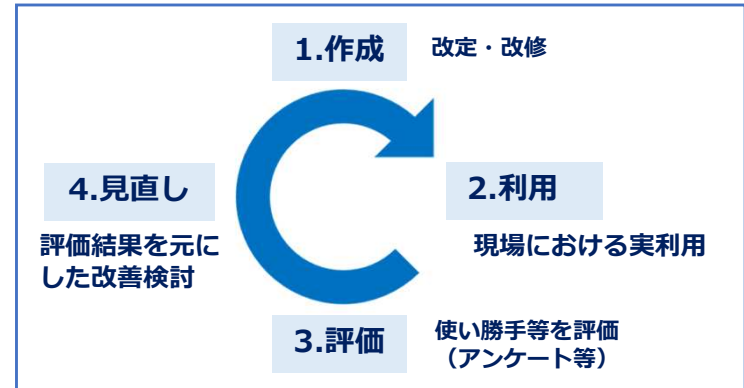 1.作成
改定・改修
2.利用
現場における実利用
3.評価
使い勝手等を評価
（アンケート等）
4.見直し
評価結果を元に
した改善検討